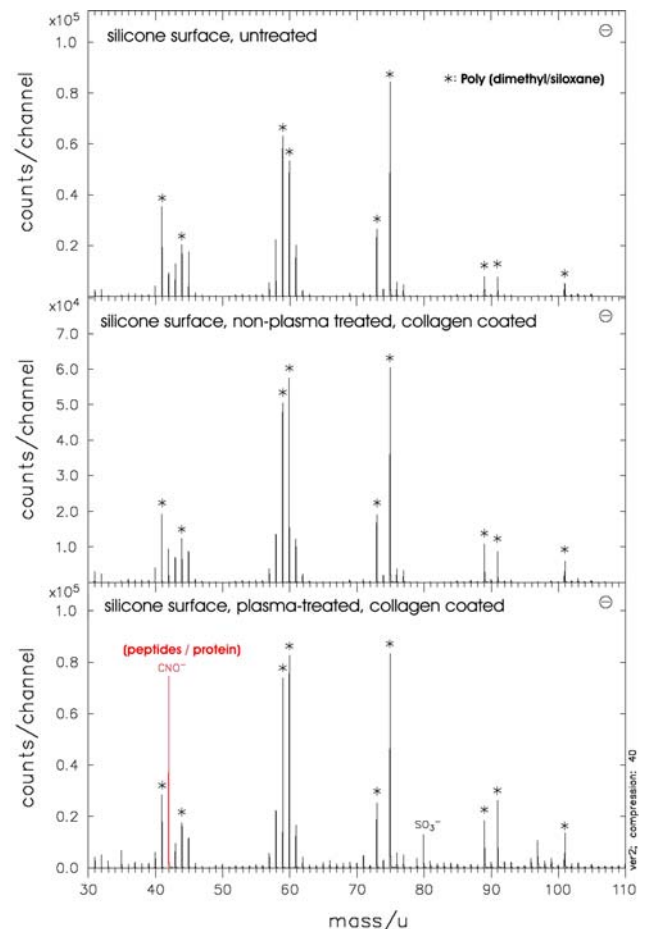 ×10⁵
silicone surface, untreated
⊖
1.0
*: Poly (dimethyl/siloxane)
0.8
0.6
0.4
0.2
counts/channel
×10⁴
silicone surface, non-plasma treated, collagen coated
⊖
7.0
6.0
5.0
4.0
3.0
2.0
1.0
counts/channel
×10⁵
silicone surface, plasma-treated, collagen coated
⊖
1.0
(peptides / protein)
CNO⁻
0.8
0.6
0.4
0.2
SO₃⁻
0.0
counts/channel
30 40 50 60 70 80 90 100 110
mass/u
ver2; compression: 40